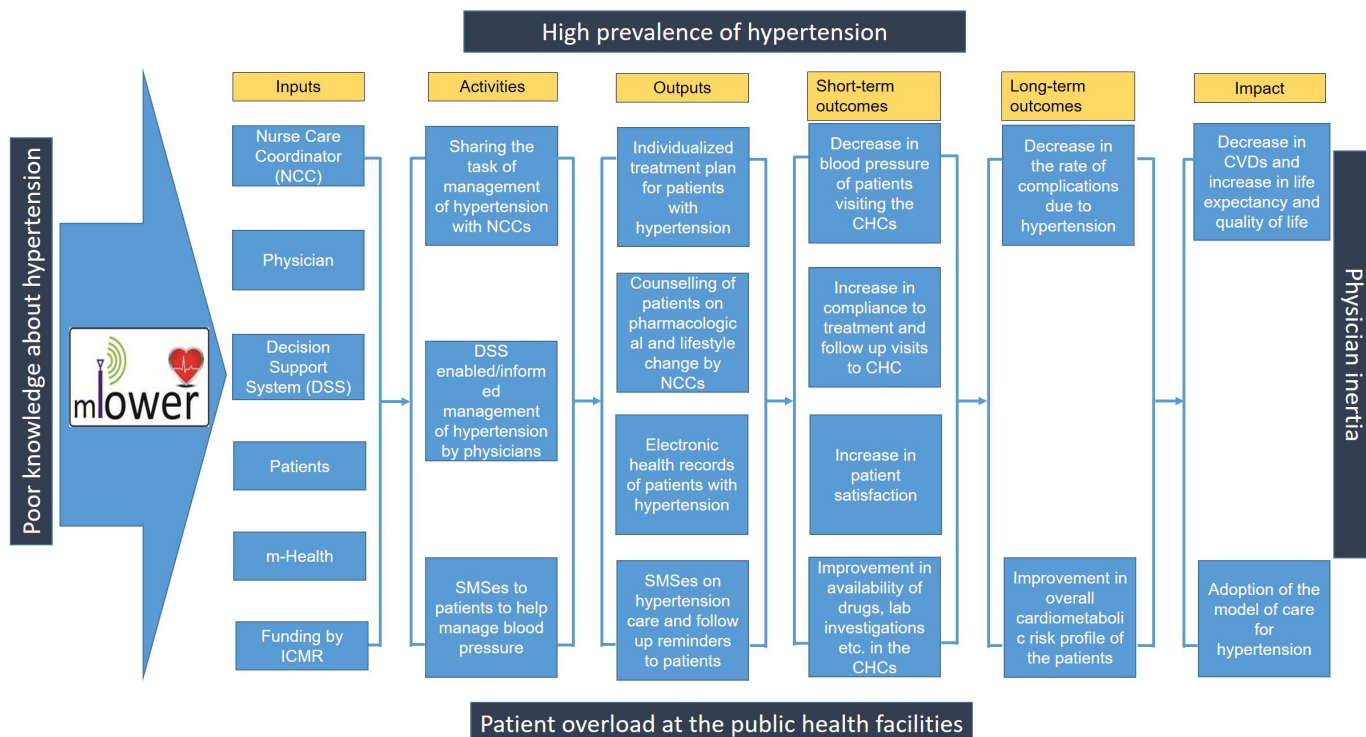 High prevalence of hypertension
Poor knowledge about hypertension
mPower
Inputs
Nurse Care
Coordinator
(NCC)
Physician
Decision
Support
System (DSS)
Patients
m-Health
Funding by
ICMR
Activities
Sharing the
task of
management
of hypertension
with NCCs
DSS
enabled/inform
ed
management
of hypertension
by physicians
SMSes to
patients to help
manage blood
pressure
Outputs
Individualized
treatment plan
for patients
with
hypertension
Counselling of
patients on
pharmacologic
al and lifestyle
change by
NCCs
Electronic
health records
of patients with
hypertension
SMSes on
hypertension
care and follow
up reminders
to patients
Short-term
outcomes
Decrease in
blood pressure
of patients
visiting the
CHCs
Increase in
compliance to
treatment and
follow up visits
to CHC
Increase in
patient
satisfaction
Improvement in
availability of
drugs, lab
investigations
etc. in the
CHCs
Long-term
outcomes
Decrease in
the rate of
complications
due to
hypertension
Improvement in
overall
cardiometaboli
c risk profile of
the patients
Impact
Decrease in
CVDs and
increase in life
expectancy and
quality of life
Adoption of the
model of care
for
hypertension
Physician inertia
Patient overload at the public health facilities